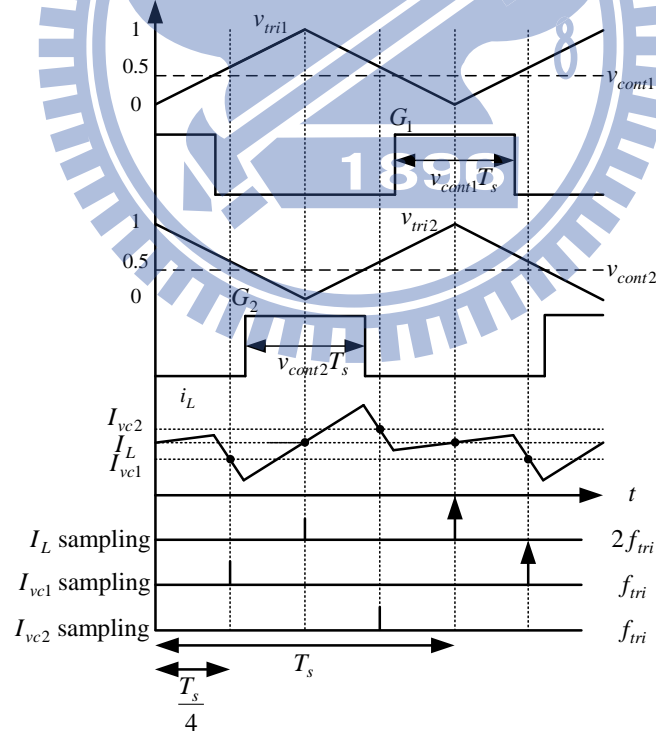 1
v_tri1
0.5
v_cont1
0
G_1
1896
v_cont1 T_s
1
v_tri2
0.5
v_cont2
0
G_2
v_cont2 T_s
i_L
I_vc2
I_L
I_vc1
t
I_L sampling
2f_tri
I_vc1 sampling
f_tri
I_vc2 sampling
f_tri
T_s
T_s
4